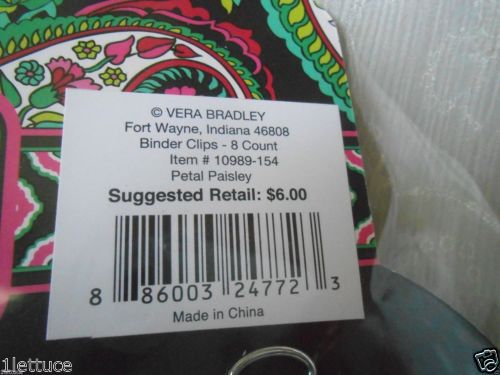 © VERA BRADLEY
Fort Wayne, Indiana 46808
Binder Clips - 8 Count
Item # 10989-154
Petal Paisley
Suggested Retail: $6.00
8 86003 24772 3
Made in China
1lettuce